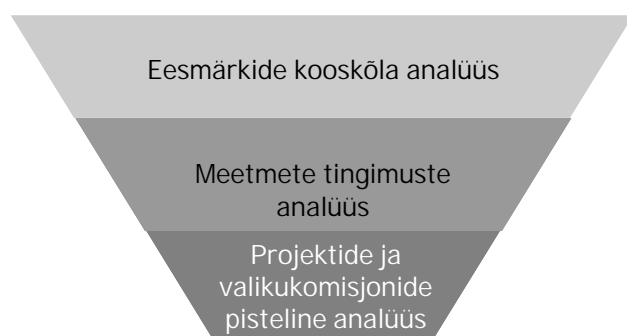 Eesmärkide kooskõla analüüs
Meetmete tingimuste
analüüs
Projektide ja
valikukomisjonide
pisteline analüüs